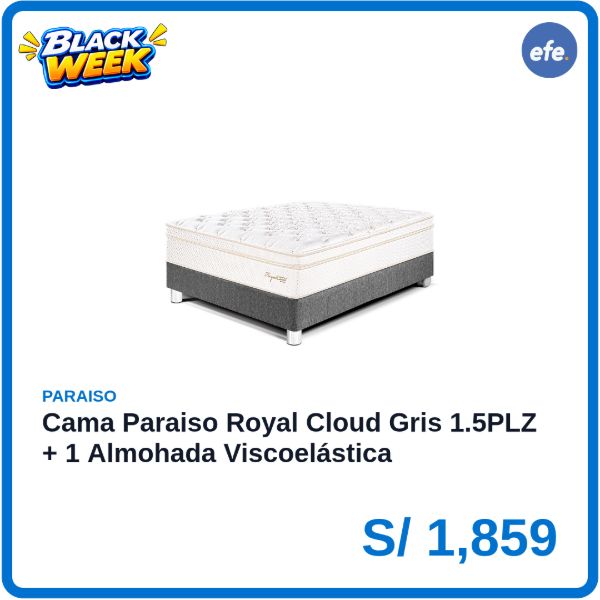 BLACK
WEEK
efe.
PARAISO
Cama Paraiso Royal Cloud Gris 1.5PLZ
+ 1 Almohada Viscoelástica
S/ 1,859